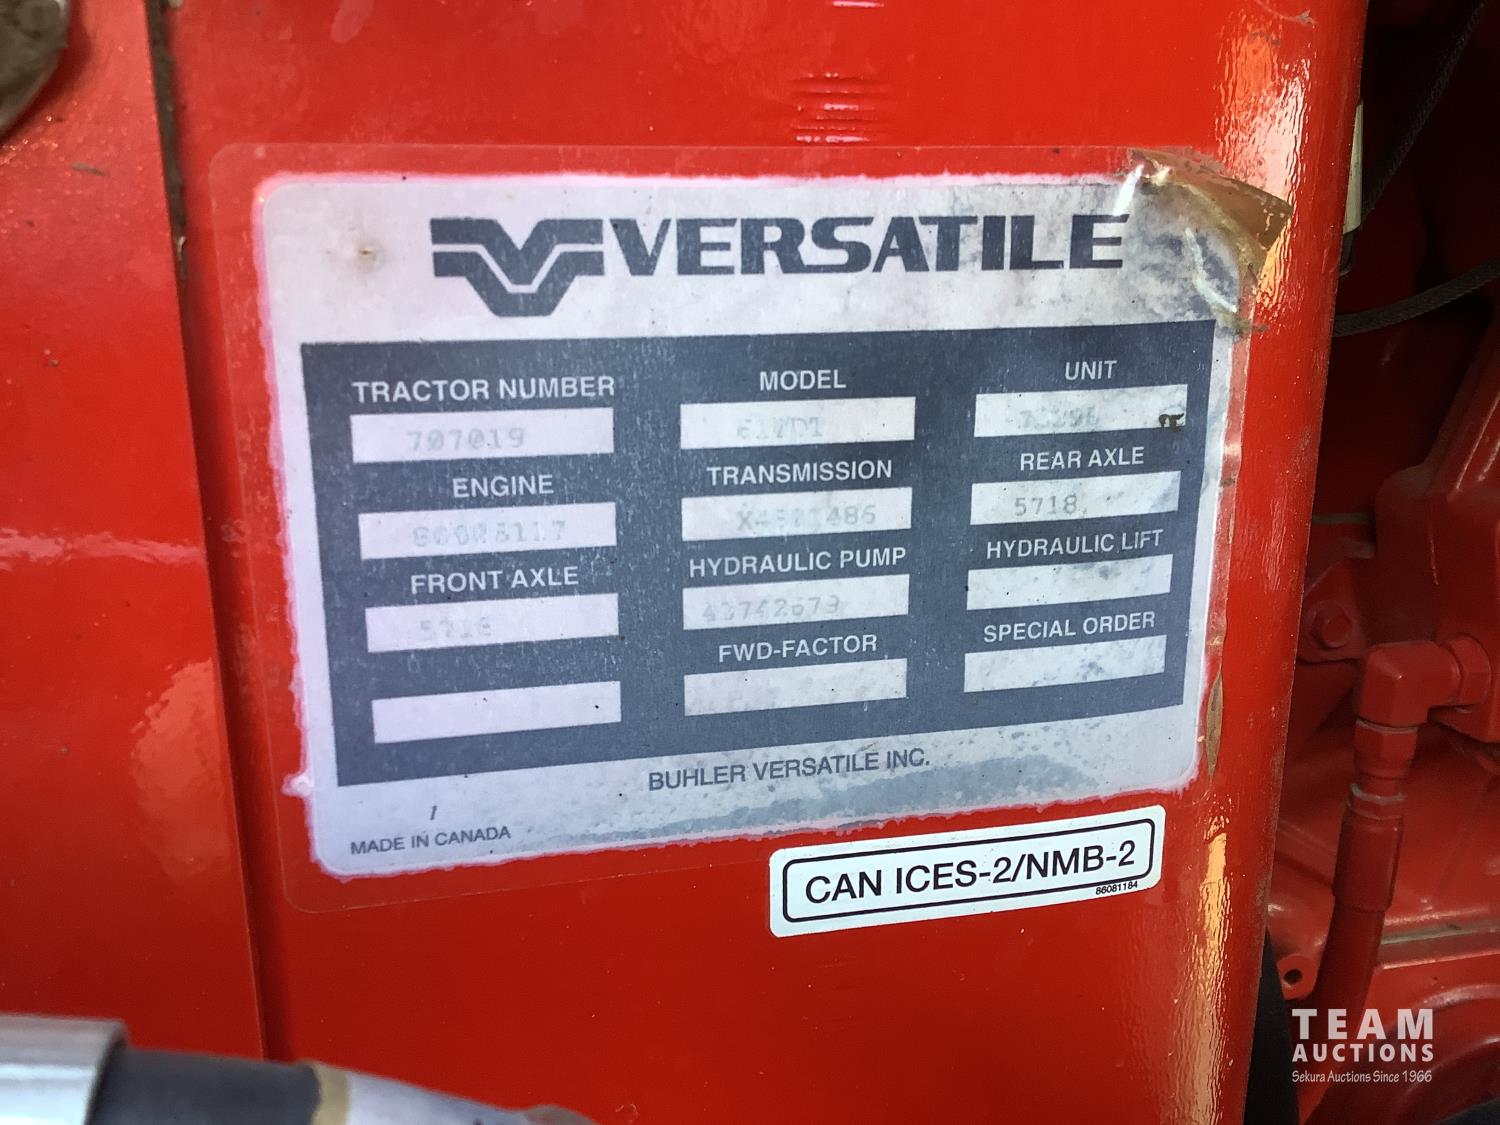 VERSATILE
TRACTOR NUMBER MODEL UNIT
707019
ENGINE TRANSMISSION REAR AXLE
5718
FRONT AXLE HYDRAULIC PUMP HYDRAULIC LIFT
5718
FWD-FACTOR SPECIAL ORDER
BUHLER VERSATILE INC.
MADE IN CANADA
CAN ICES-2/NMB-2
86081184
TEAM
AUCTIONS
Sekura Auctions Since 1966